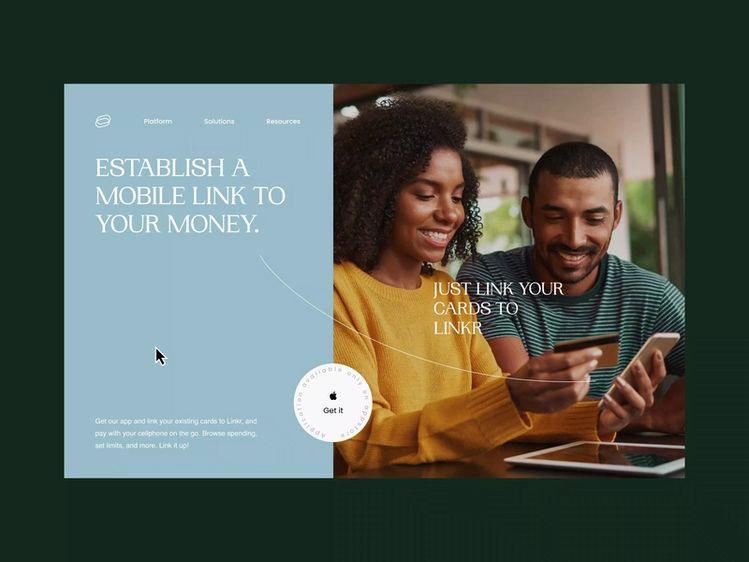 Platform
Solutions
Resources
ESTABLISH A
MOBILE LINK TO
YOUR MONEY.
JUST LINK YOUR
CARDS TO
LINKR
Application available only on appstore
Get it
Get our app and link your existing cards to Linkr, and
pay with your cellphone on the go. Browse spending,
set limits, and more. Link it up!